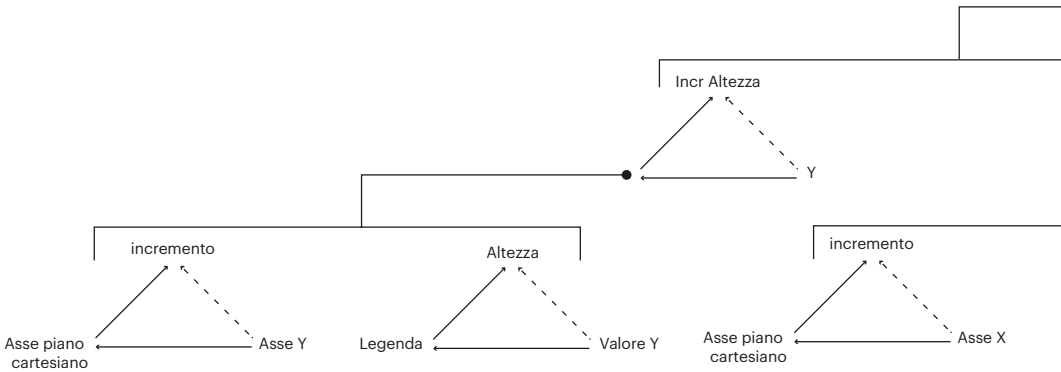 Incr Altezza
Y
incremento
Altezza
incremento
Asse piano
cartesiano
Asse Y
Legenda
Valore Y
Asse piano
cartesiano
Asse X